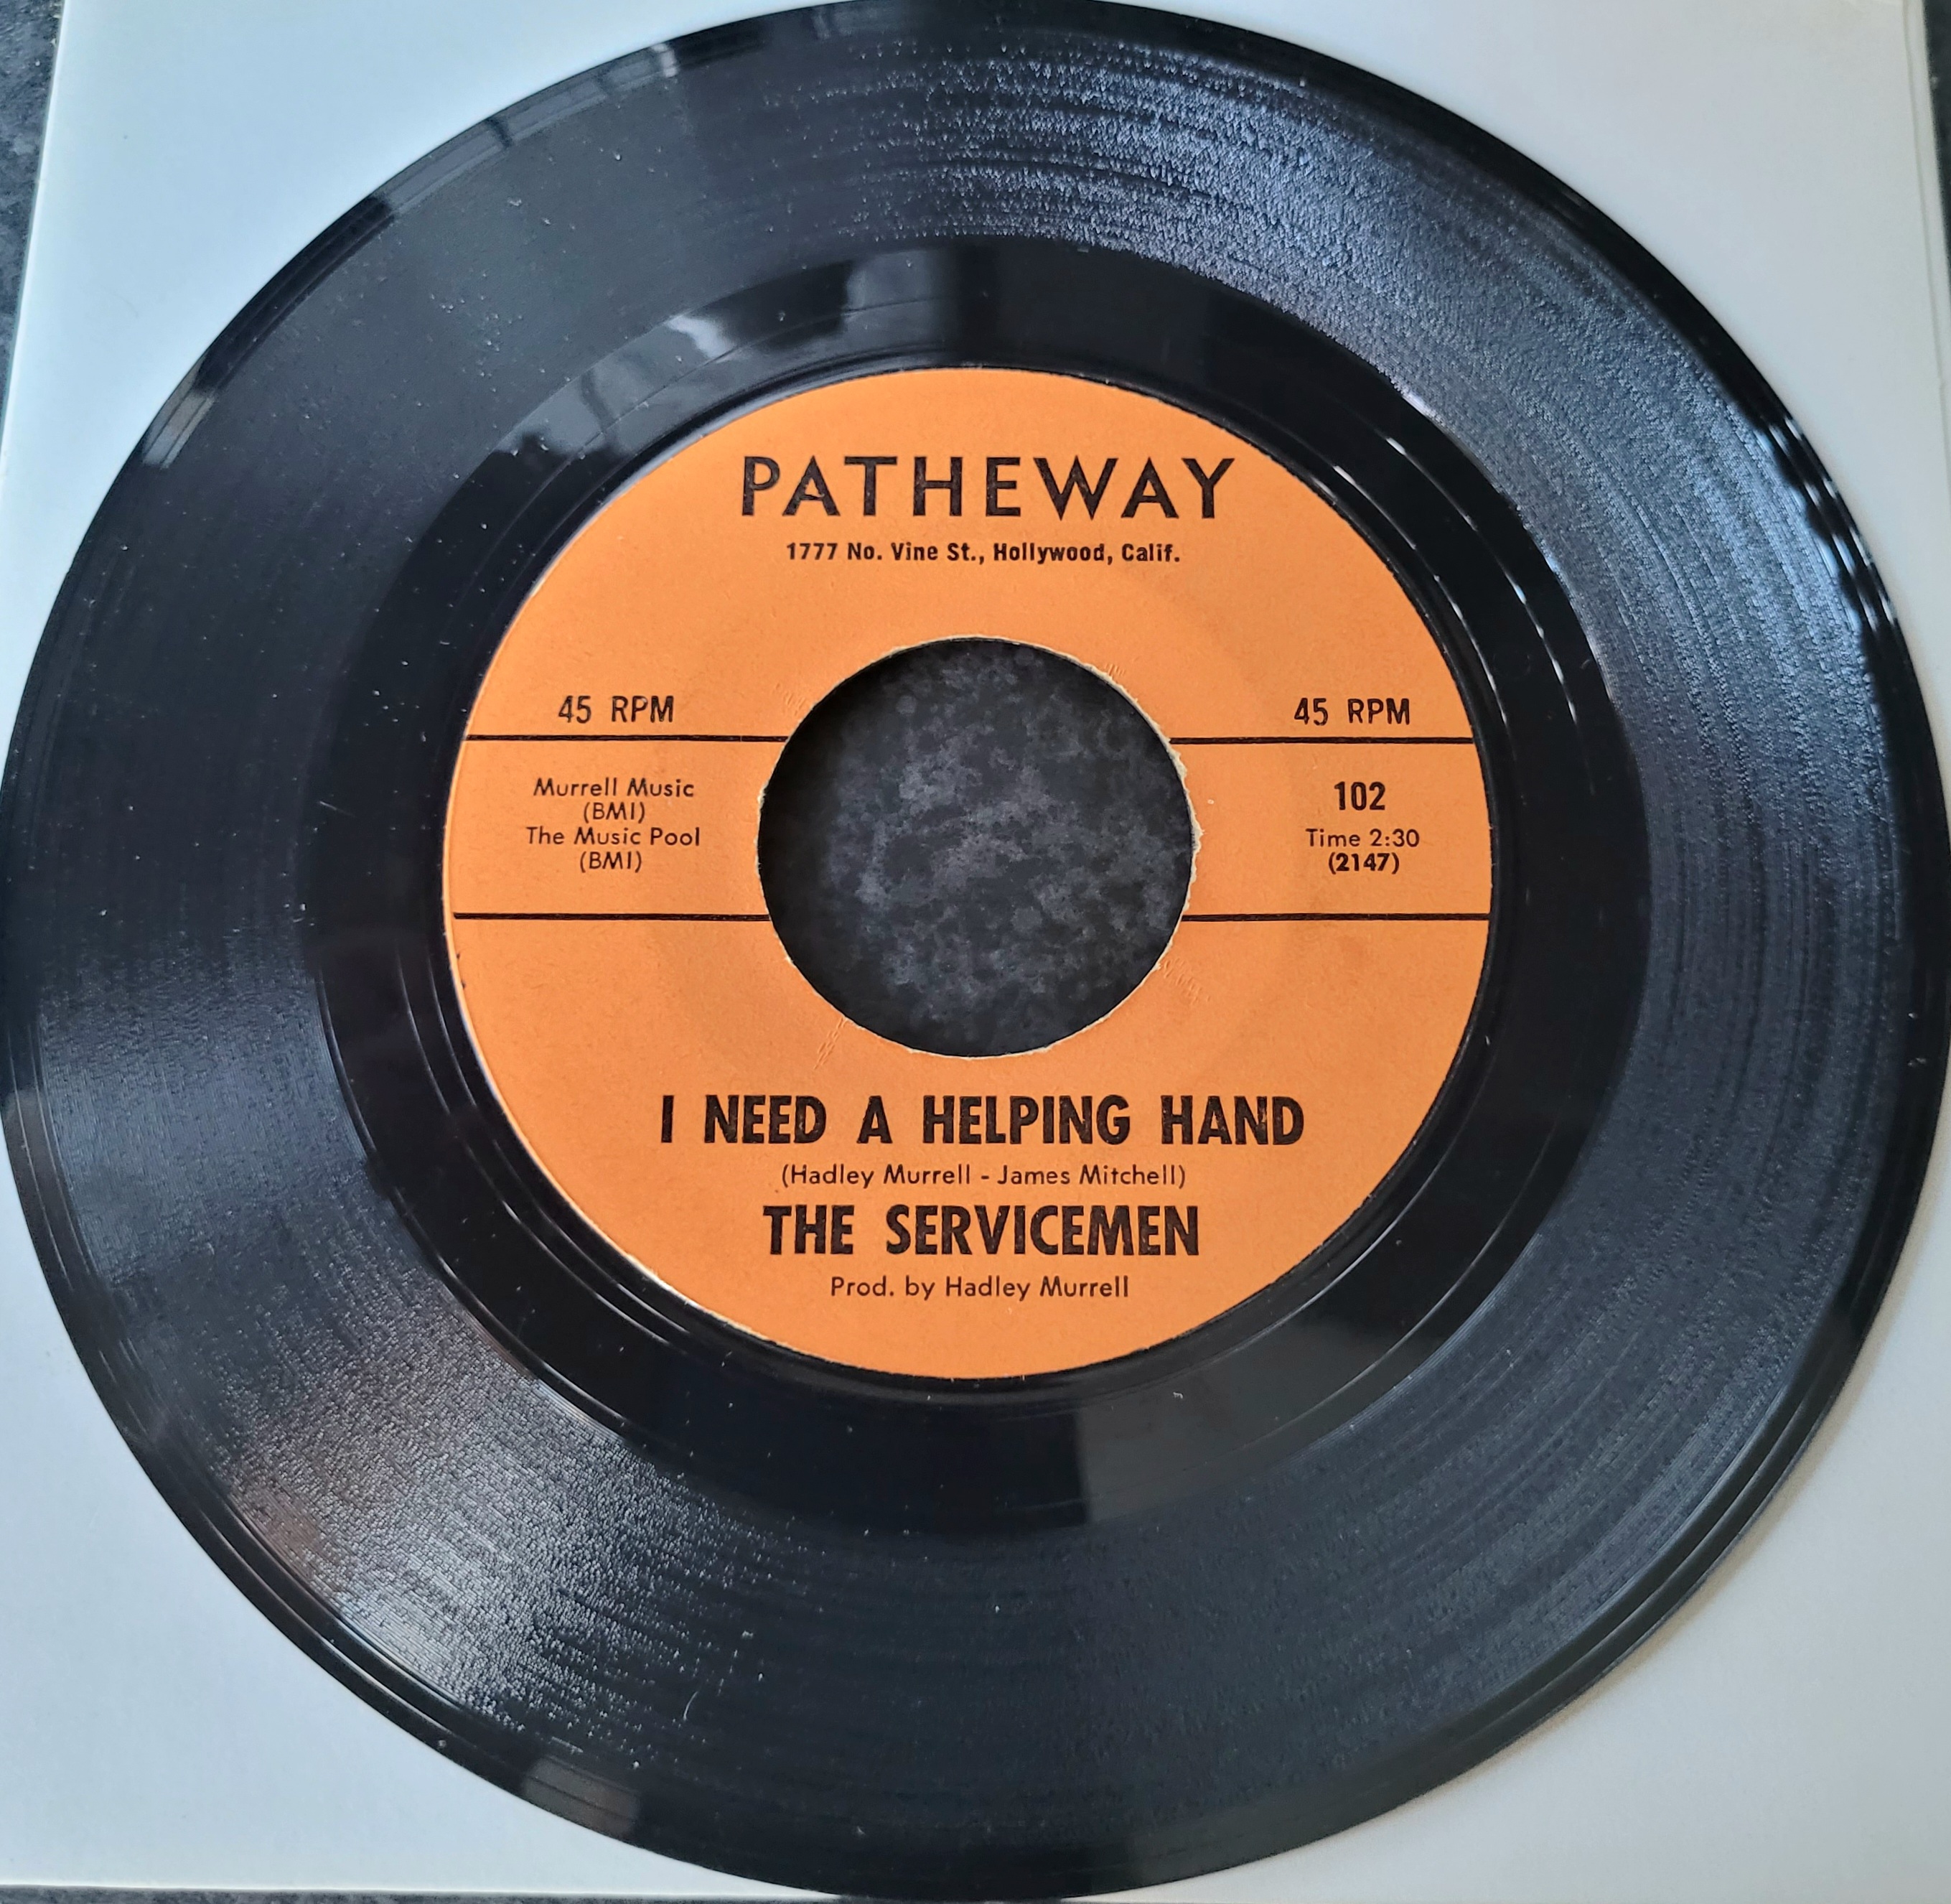 PATHEWAY
1777 No. Vine St., Hollywood, Calif.
45 RPM
45 RPM
Murrell Music
(BMI)
The Music Pool
(BMI)
102
Time 2:30
(2147)
I NEED A HELPING HAND
(Hadley Murrell - James Mitchell)
THE SERVICEMEN
Prod. by Hadley Murrell